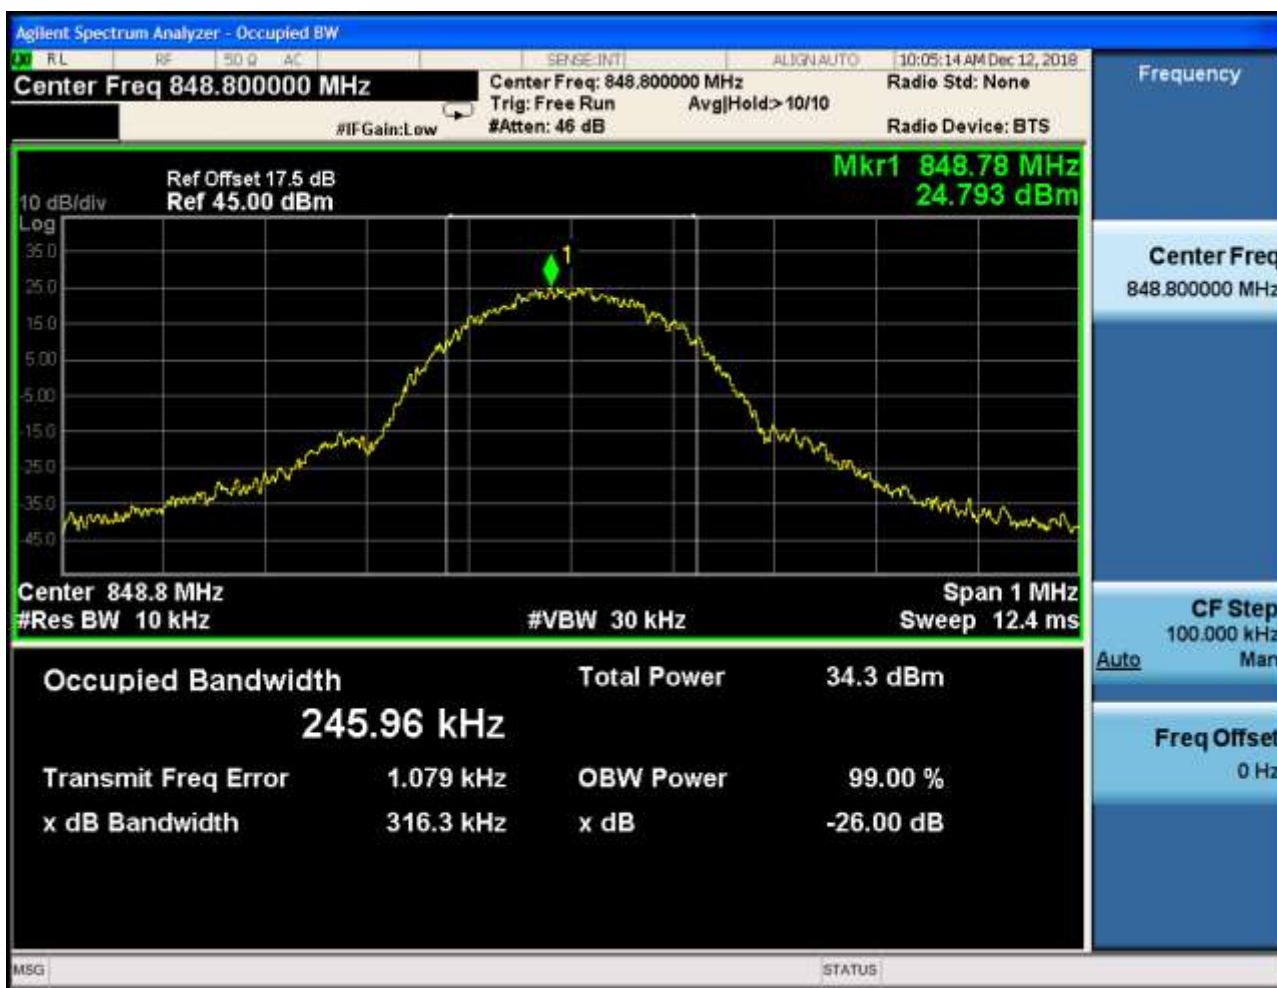 Agilent Spectrum Analyzer - Occupied BW
LXI RL RF 50 Ω AC SENSE:INT ALIGN AUTO 10:05:14 AM Dec 12, 2018
Center Freq 848.800000 MHz
#IFGain:Low
Center Freq: 848.800000 MHz
Trig: Free Run Avg|Hold:> 10/10
#Atten: 46 dB
Radio Std: None
Radio Device: BTS
Mkr1 848.78 MHz
24.793 dBm
Ref Offset 17.5 dB
10 dB/div Ref 45.00 dBm
Log
35.0
25.0
15.0
5.00
-5.00
-15.0
-25.0
-35.0
-45.0
1
Center 848.8 MHz Span 1 MHz
#Res BW 10 kHz #VBW 30 kHz Sweep 12.4 ms
Occupied Bandwidth Total Power 34.3 dBm
245.96 kHz
Transmit Freq Error 1.079 kHz OBW Power 99.00 %
x dB Bandwidth 316.3 kHz x dB -26.00 dB
MSG STATUS
Frequency
Center Freq
848.800000 MHz
CF Step
100.000 kHz
Auto Man
Freq Offset
0 Hz